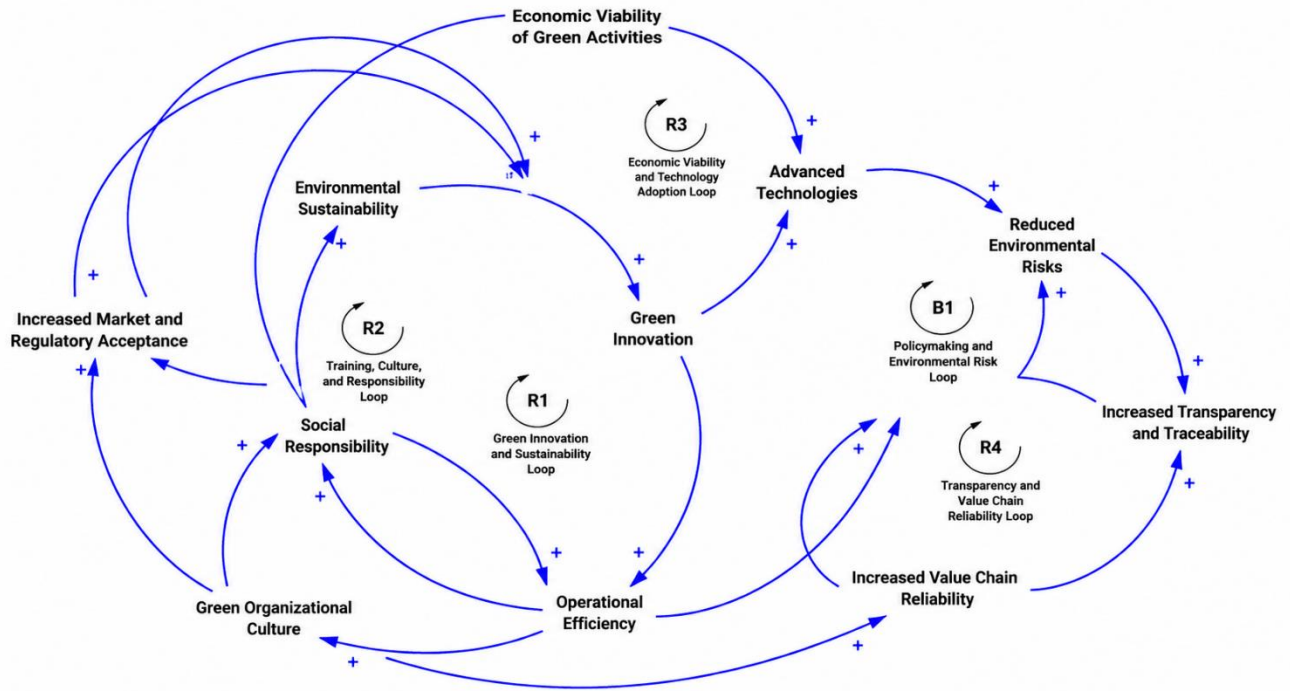 Economic Viability
of Green Activities
R3
Economic Viability
and Technology
Adoption Loop
+
+
Advanced
Technologies
+
Environmental
Sustainability
+
+
+
Reduced
Environmental
Risks
+
+
Increased Market and
Regulatory Acceptance
+
R2
Training, Culture,
and Responsibility
Loop
Green
Innovation
B1
Policymaking and
Environmental Risk
Loop
+
R1
Green Innovation
and Sustainability
Loop
Social
Responsibility
+
+
Increased Transparency
and Traceability
R4
Transparency and
Value Chain
Reliability Loop
+
+
+
+
Green Organizational
Culture
Operational
Efficiency
Increased Value Chain
Reliability
+
+